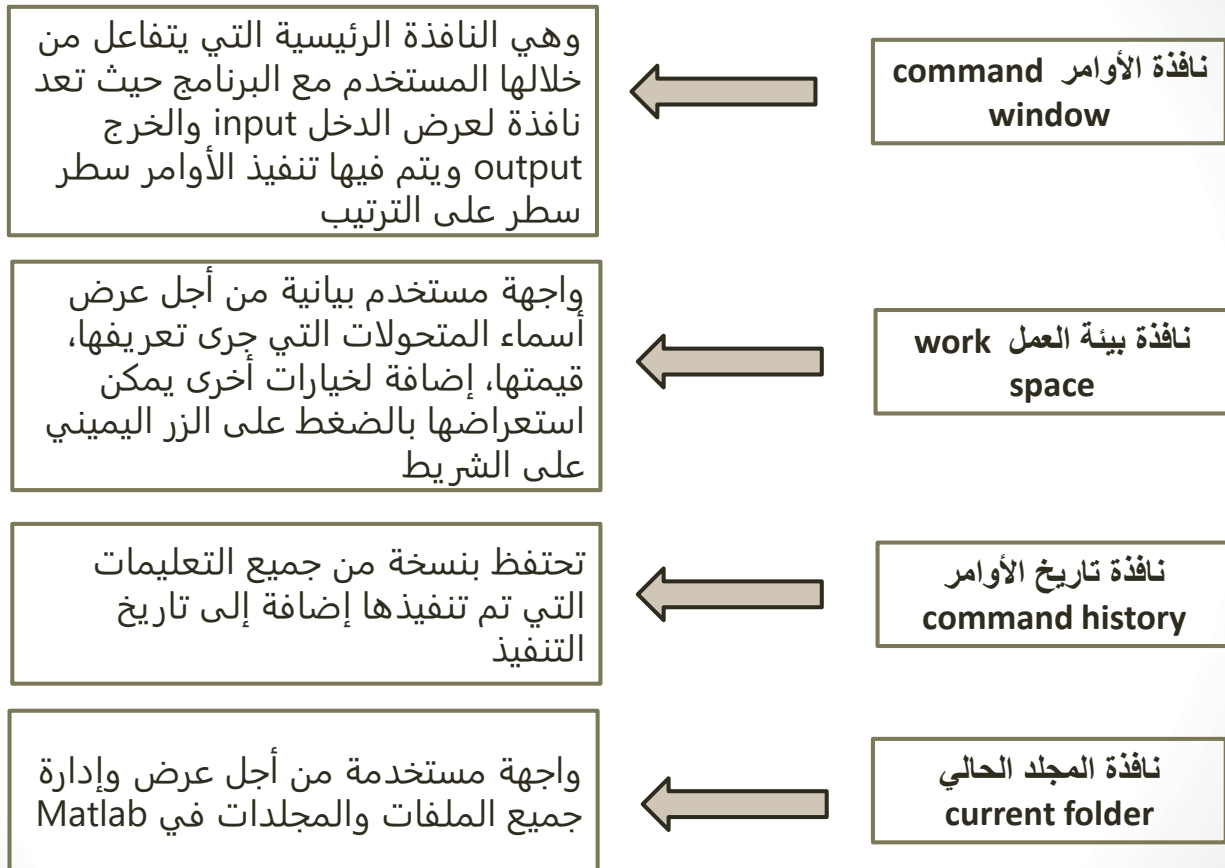 نافذة الأوامر command
window
وهي النافذة الرئيسية التي يتفاعل من
خلالها المستخدم مع البرنامج حيث تعد
نافذة لعرض الدخل input والخرج
output ويتم فيها تنفيذ الأوامر سطر
سطر على الترتيب
نافذة بيئة العمل work
space
واجهة مستخدم بيانية من أجل عرض
أسماء المتحولات التي جرى تعريفها،
قيمتها، إضافة لخيارات أخرى يمكن
استعراضها بالضغط على الزر اليميني
على الشريط
نافذة تاريخ الأوامر
command history
تحتفظ بنسخة من جميع التعليمات
التي تم تنفيذها إضافة إلى تاريخ
التنفيذ
نافذة المجلد الحالي
current folder
واجهة مستخدمة من أجل عرض وإدارة
جميع الملفات والمجلدات في Matlab